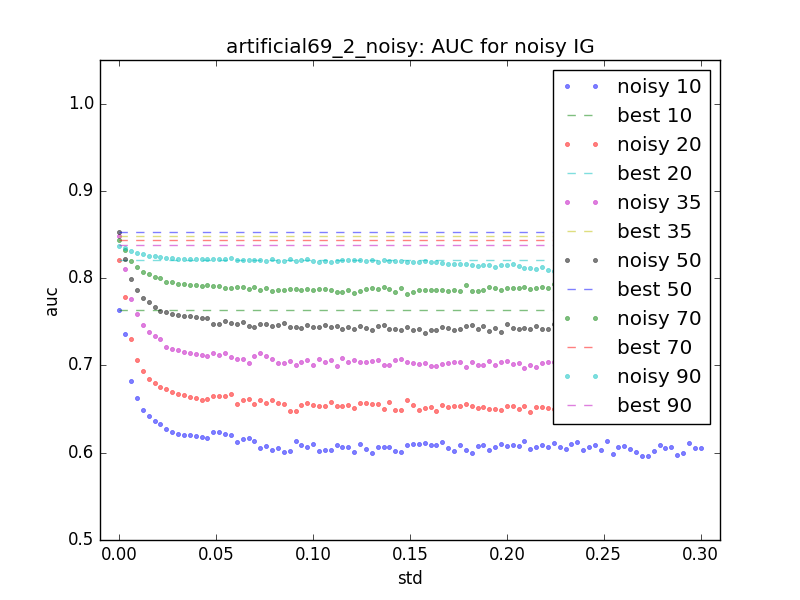 artificial69_2_noisy: AUC for noisy IG
auc
1.0
0.9
0.8
0.7
0.6
0.5
noisy 10
best 10
noisy 20
best 20
noisy 35
best 35
noisy 50
best 50
noisy 70
best 70
noisy 90
best 90
0.00 0.05 0.10 0.15 0.20 0.25 0.30
std